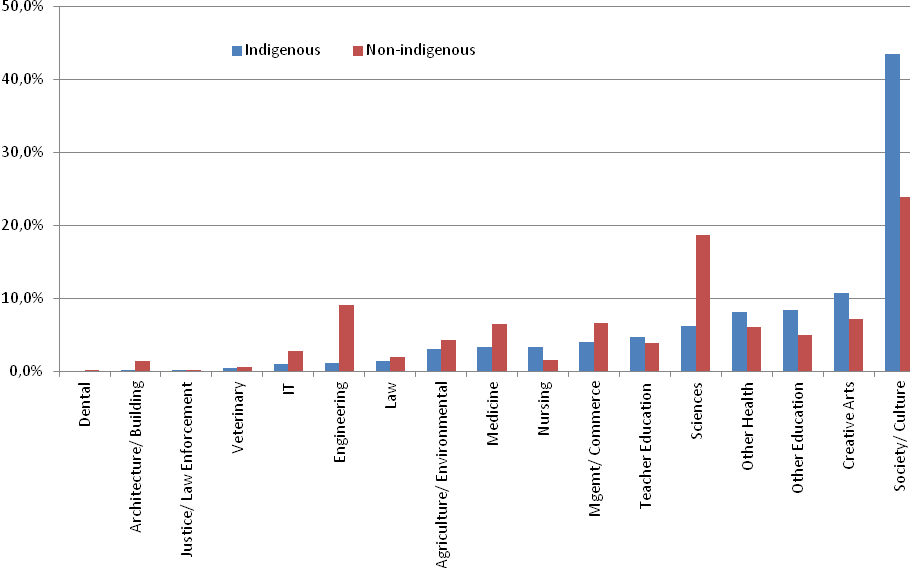 50,0%
40,0%
30,0%
20,0%
10,0%
0,0%
Indigenous
Non-indigenous
Dental
Architecture/ Building
Justice/ Law Enforcement
Veterinary
IT
Engineering
Law
Agriculture/ Environmental
Medicine
Nursing
Mgemt/ Commerce
Teacher Education
Sciences
Other Health
Other Education
Creative Arts
Society/ Culture